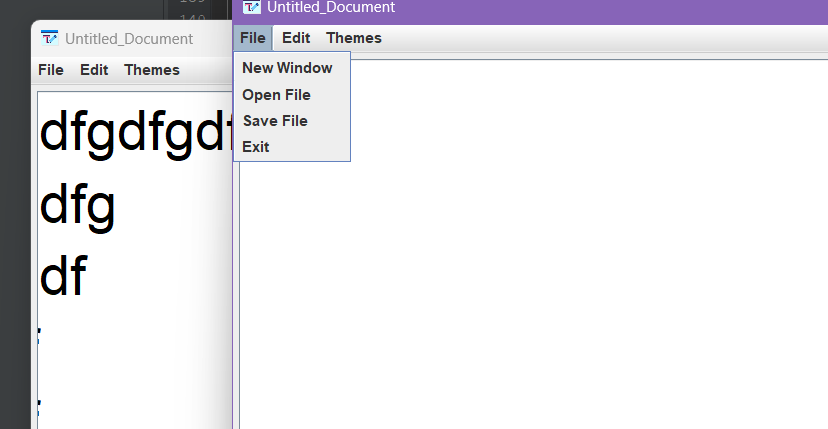 140
Untitled_Document
File Edit Themes
dfgdfgdf
dfg
df
Untitled_Document
File Edit Themes
New Window
Open File
Save File
Exit